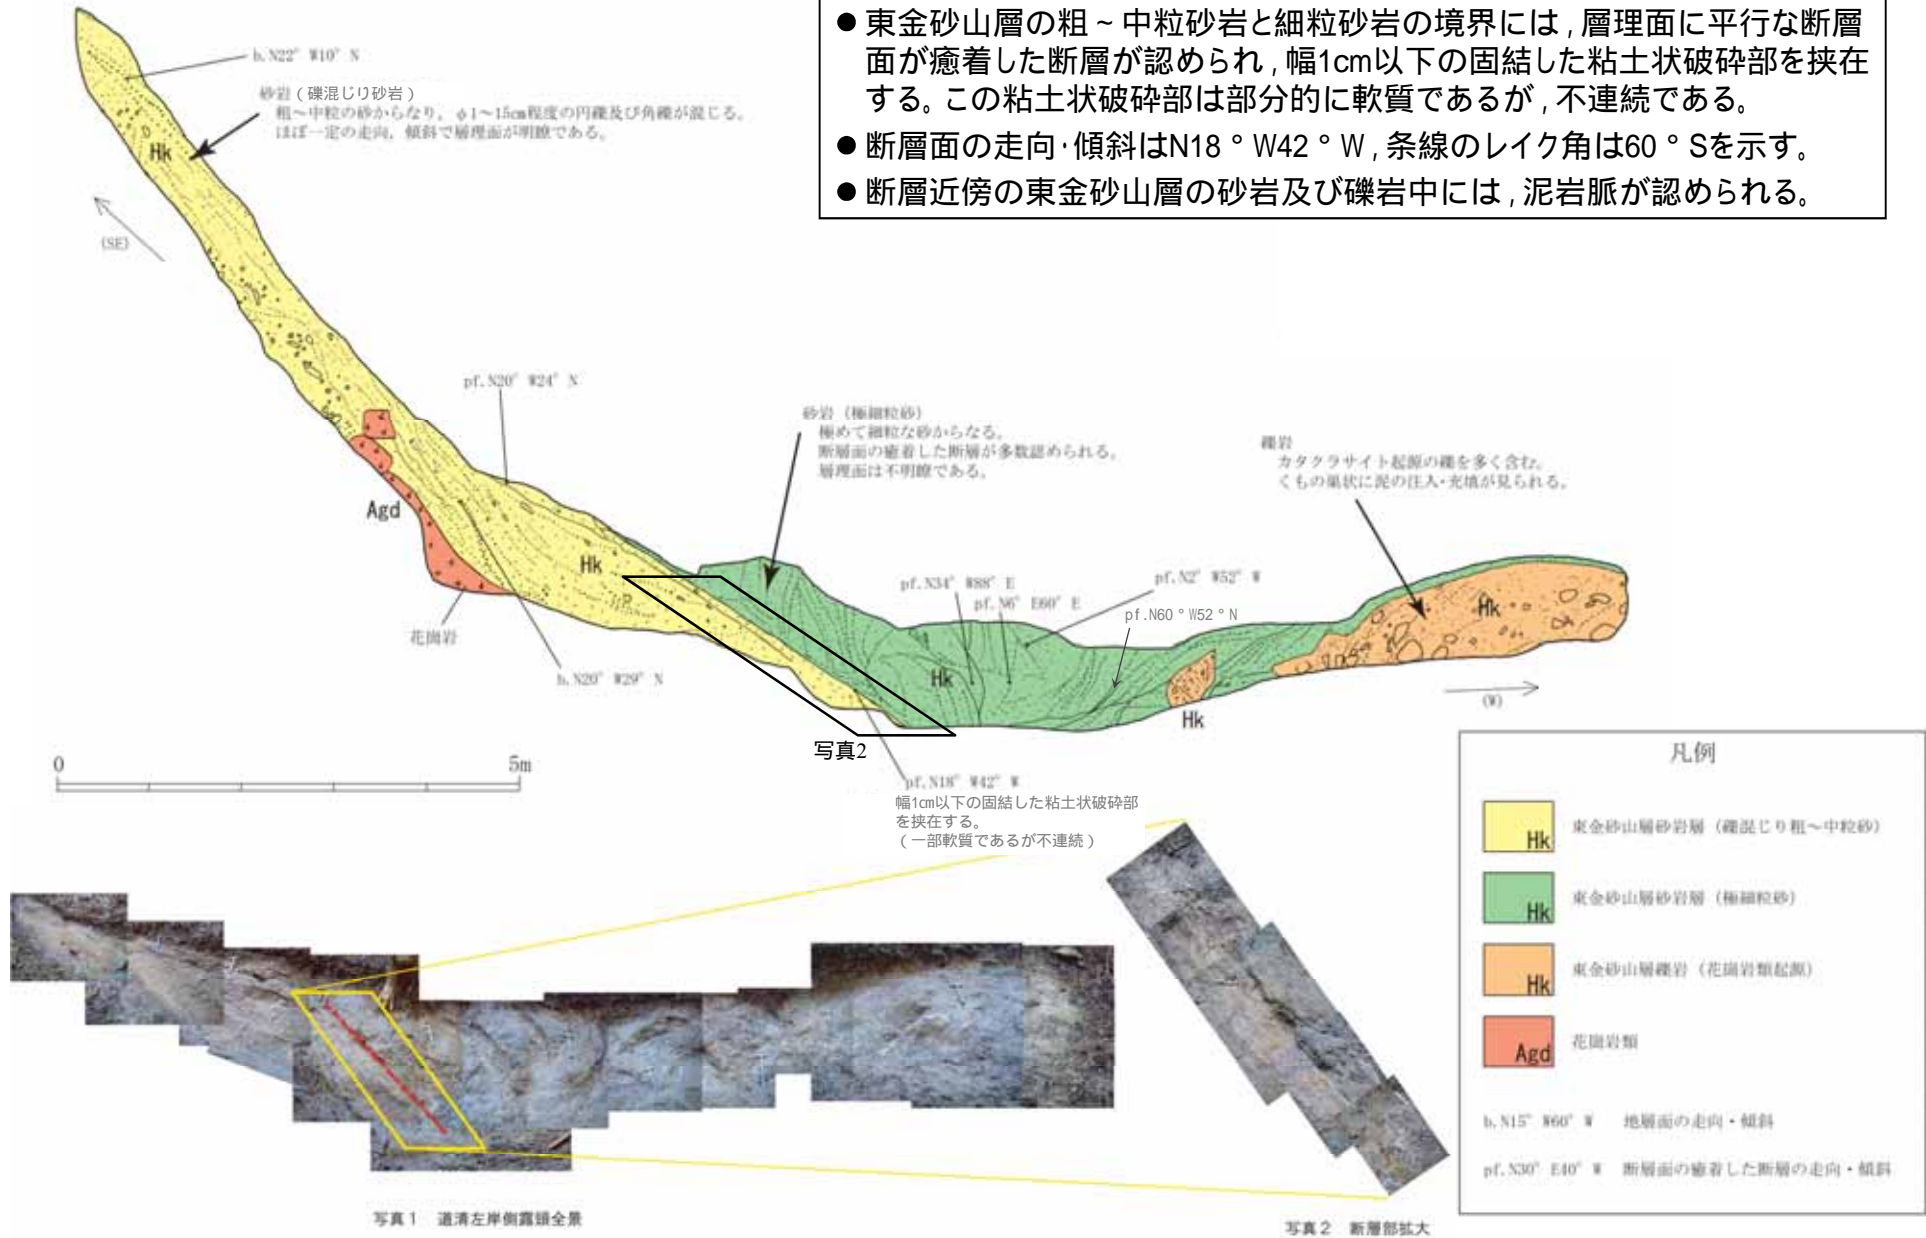 ● 東金砂山層の粗~中粒砂岩と細粒砂岩の境界には,層理面に平行な断層
面が癒着した断層が認められ,幅1cm以下の固結した粘土状破砕部を挟在
する。この粘土状破砕部は部分的に軟質であるが,不連続である。
● 断層面の走向・傾斜はN18°W42°W,条線のレイク角は60°Sを示す。
● 断層近傍の東金砂山層の砂岩及び礫岩中には,泥岩脈が認められる。
b.N22° W10° N
砂岩(礫混じり砂岩)
粗~中粒の砂からなり,φ1~15cm程度の円礫及び角礫が混じる。
ほぼ一定の走向,傾斜で層理面が明瞭である。
Hk
(SE)
pf.N20° W24° N
砂岩(極細粒砂)
極めて細粒な砂からなる。
断層面の癒着した断層が多数認められる。
層理面は不明瞭である。
礫岩
カタクラサイト起源の礫を多く含む。
くもの巣状に泥の注入・充填が見られる。
Agd
Hk
花崗岩
b.N20° W29° N
pf.N34° W88° E
pf.N6° E60° E
pf.N2° W52° W
pf.N60°W52°N
Hk
Hk
Hk
(W)
写真2
0
5m
pf.N18° W42° W
幅1cm以下の固結した粘土状破砕部
を挟在する。
(一部軟質であるが不連続)
凡例
Hk
東金砂山層砂岩層(礫混じり粗~中粒砂)
Hk
東金砂山層砂岩層(極細粒砂)
Hk
東金砂山層礫岩(花崗岩類起源)
Agd
花崗岩類
b.N15° W60° W 地層面の走向・傾斜
pf.N30° E40° W 断層面の癒着した断層の走向・傾斜
写真1 道清左岸側露頭全景
写真2 断層部拡大